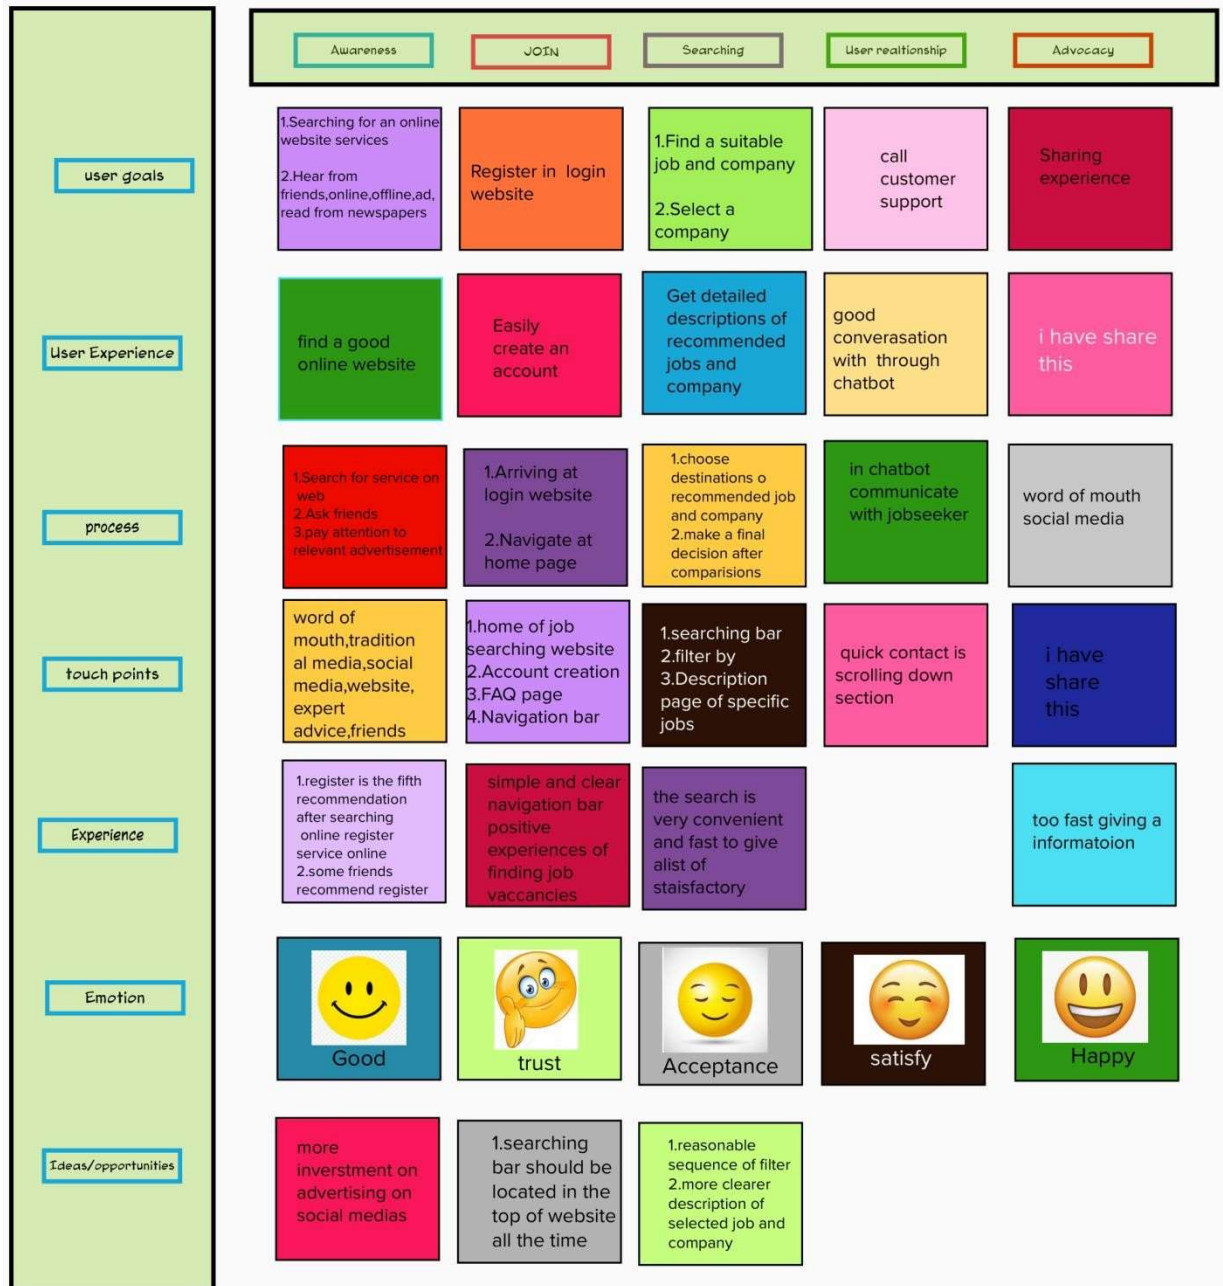 Awareness
JOIN
Searching
User realtionship
Advocacy
user goals
1.Searching for an online
website services
2.Hear from
friends,online,offline,ad,
read from newspapers
Register in login
website
1.Find a suitable
job and company
2.Select a
company
call
customer
support
Sharing
experience
User Experience
find a good
online website
Easily
create an
account
Get detailed
descriptions of
recommended
jobs and
company
good
converasation
with through
chatbot
i have share
this
process
1.Search for service on
web
2.Ask friends
3.pay attention to
relevant advertisement
1.Arriving at
login website
2.Navigate at
home page
1.choose
destinations o
recommended job
and company
2.make a final
decision after
comparisions
in chatbot
communicate
with jobseeker
word of mouth
social media
touch points
word of
mouth,tradition
al media,social
media,website,
expert
advice,friends
1.home of job
searching website
2.Account creation
3.FAQ page
4.Navigation bar
1.searching bar
2.filter by
3.Description
page of specific
jobs
quick contact is
scrolling down
section
i have
share
this
Experience
1.register is the fifth
recommendation
after searching
online register
service online
2.some friends
recommend register
simple and clear
navigation bar
positive
experiences of
finding job
vaccancies
the search is
very convenient
and fast to give
alist of
staisfactory
too fast giving a
informatoion
Emotion
Good
trust
Acceptance
satisfy
Happy
Ideas/opportunities
more
inverstment on
advertising on
social medias
1.searching
bar should be
located in the
top of website
all the time
1.reasonable
sequence of filter
2.more clearer
description of
selected job and
company